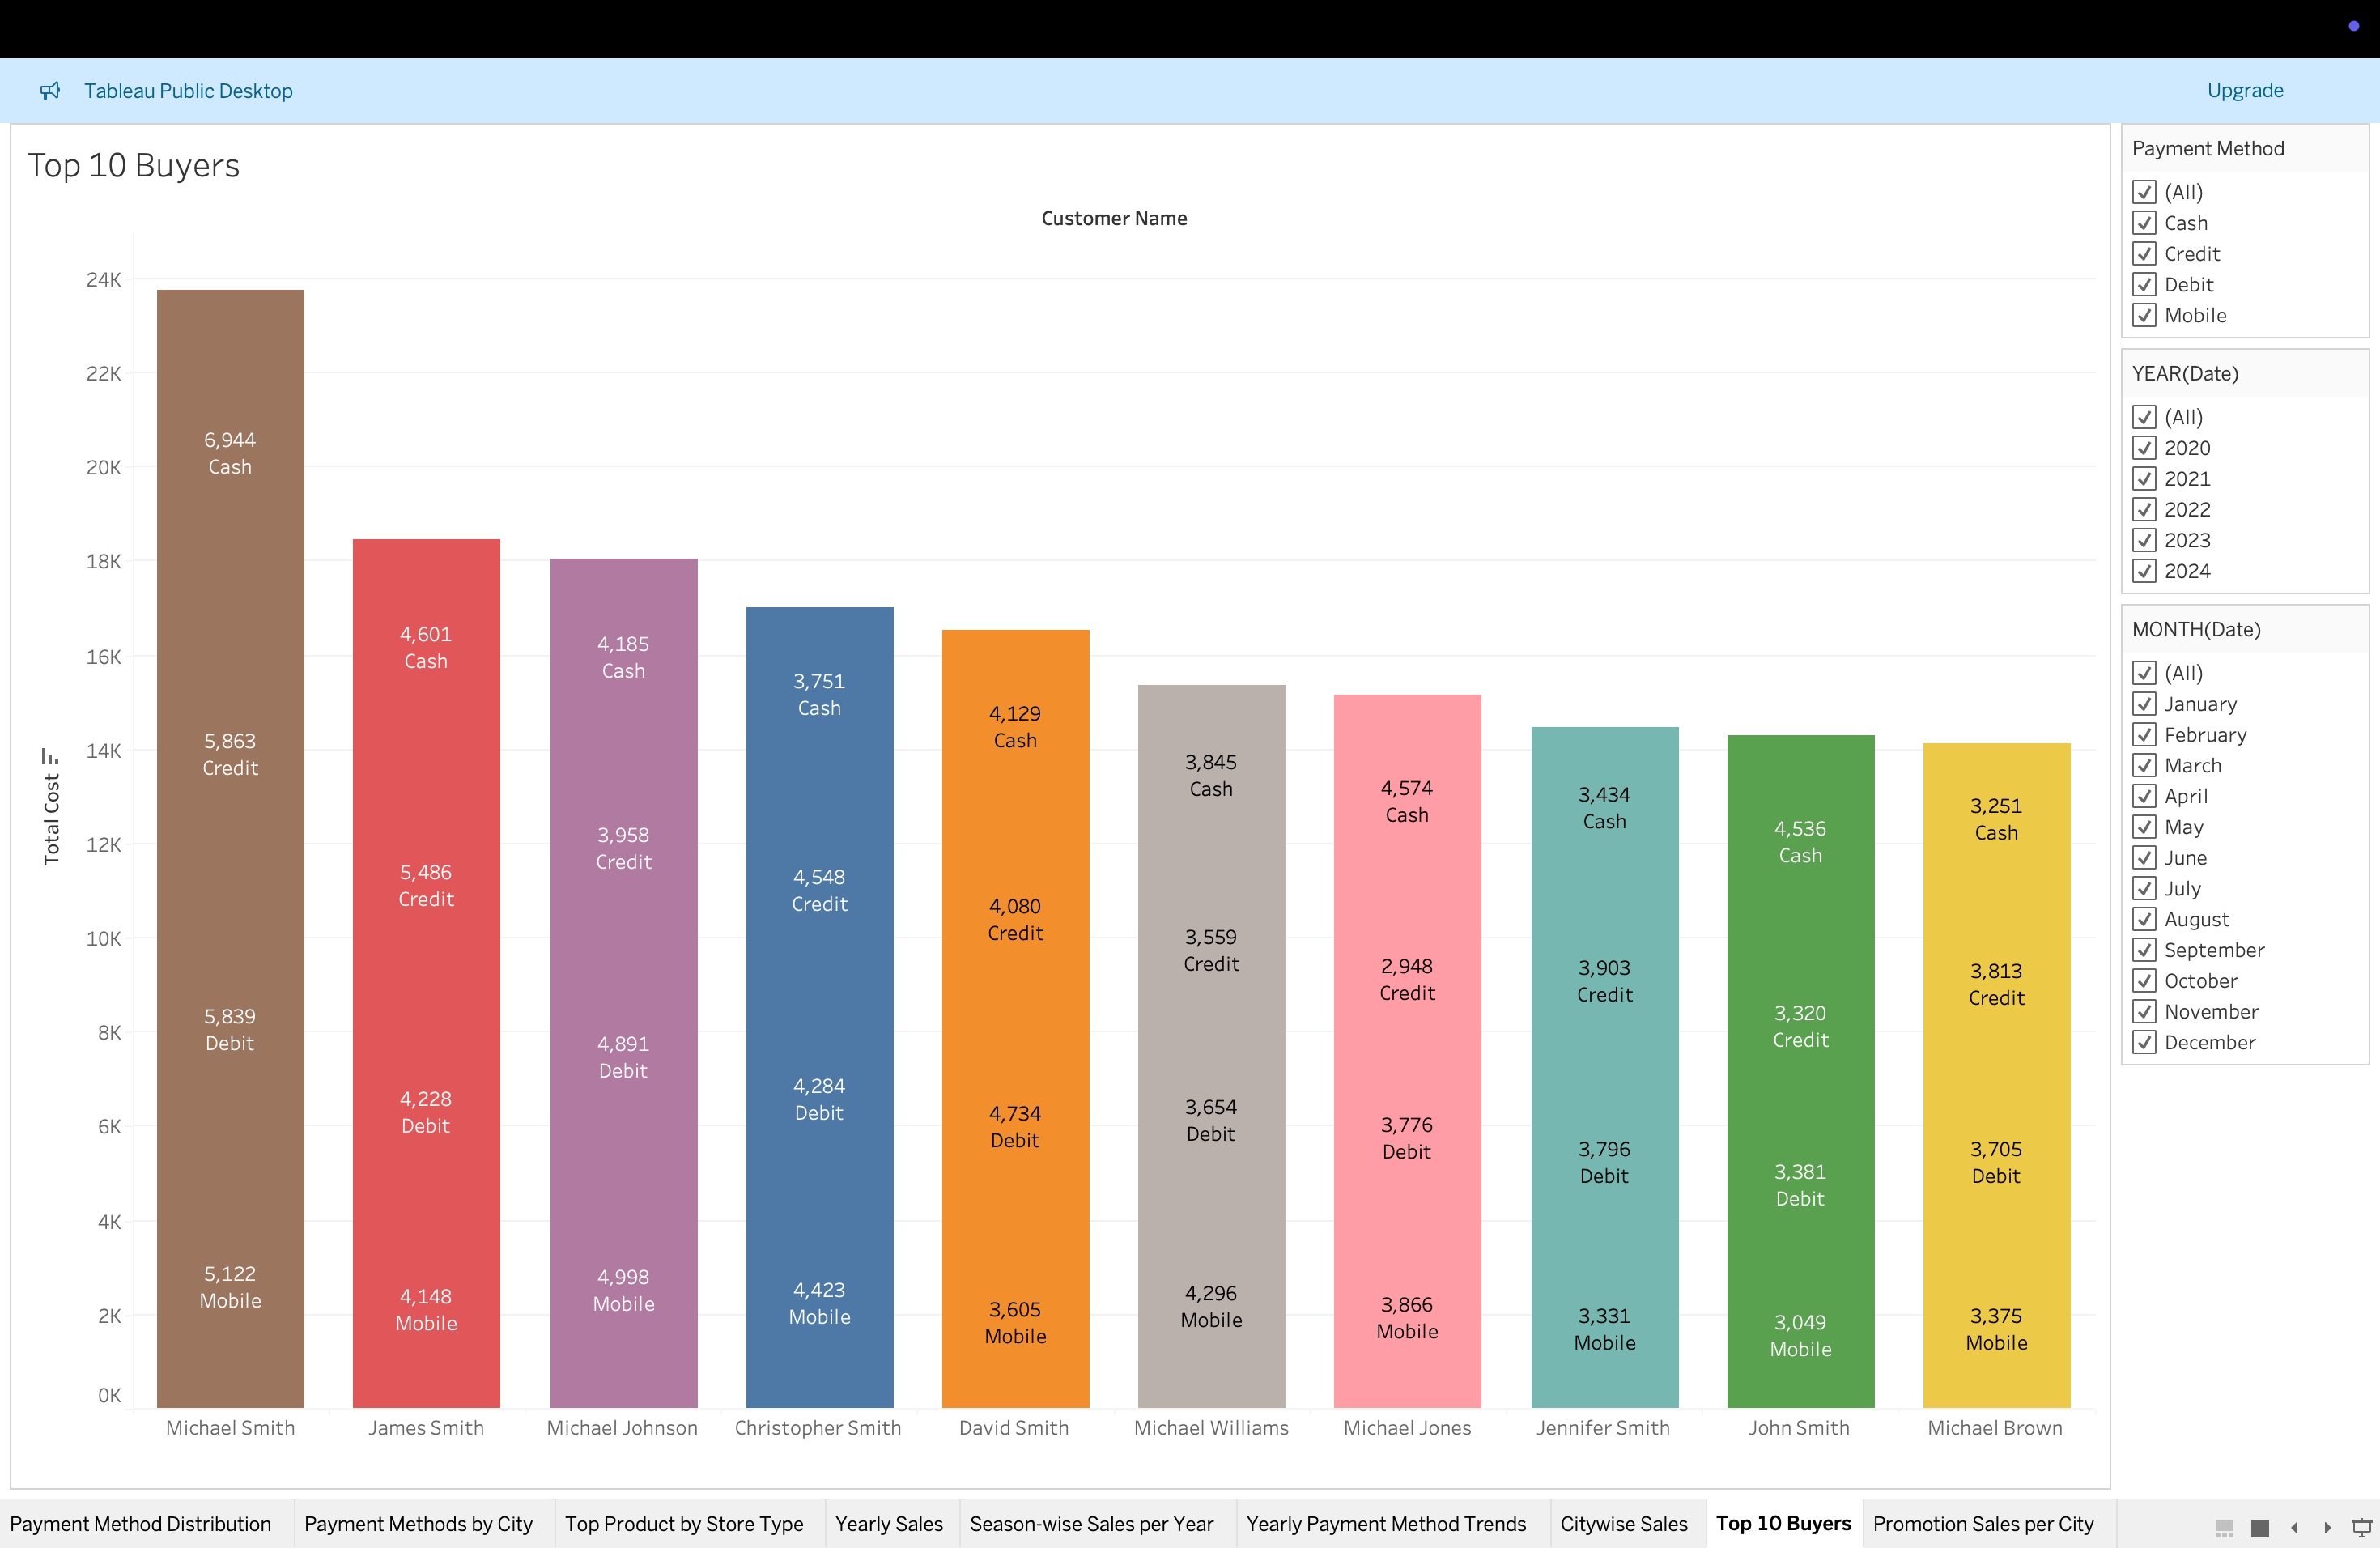 Tableau Public Desktop
Upgrade
Top 10 Buyers
Customer Name
Total Cost
24K
22K
20K
18K
16K
14K
12K
10K
8K
6K
4K
2K
0K
6,944
Cash
5,863
Credit
5,839
Debit
5,122
Mobile
Michael Smith
4,601
Cash
5,486
Credit
4,228
Debit
4,148
Mobile
James Smith
4,185
Cash
3,958
Credit
4,891
Debit
4,998
Mobile
Michael Johnson
3,751
Cash
4,548
Credit
4,284
Debit
4,423
Mobile
Christopher Smith
4,129
Cash
4,080
Credit
4,734
Debit
3,605
Mobile
David Smith
3,845
Cash
3,559
Credit
3,654
Debit
4,296
Mobile
Michael Williams
4,574
Cash
2,948
Credit
3,776
Debit
3,866
Mobile
Michael Jones
3,434
Cash
3,903
Credit
3,796
Debit
3,331
Mobile
Jennifer Smith
4,536
Cash
3,320
Credit
3,381
Debit
3,049
Mobile
John Smith
3,251
Cash
3,813
Credit
3,705
Debit
3,375
Mobile
Michael Brown
Payment Method
(All)
Cash
Credit
Debit
Mobile
YEAR(Date)
(All)
2020
2021
2022
2023
2024
MONTH(Date)
(All)
January
February
March
April
May
June
July
August
September
October
November
December
Payment Method Distribution
Payment Methods by City
Top Product by Store Type
Yearly Sales
Season-wise Sales per Year
Yearly Payment Method Trends
Citywise Sales
Top 10 Buyers
Promotion Sales per City